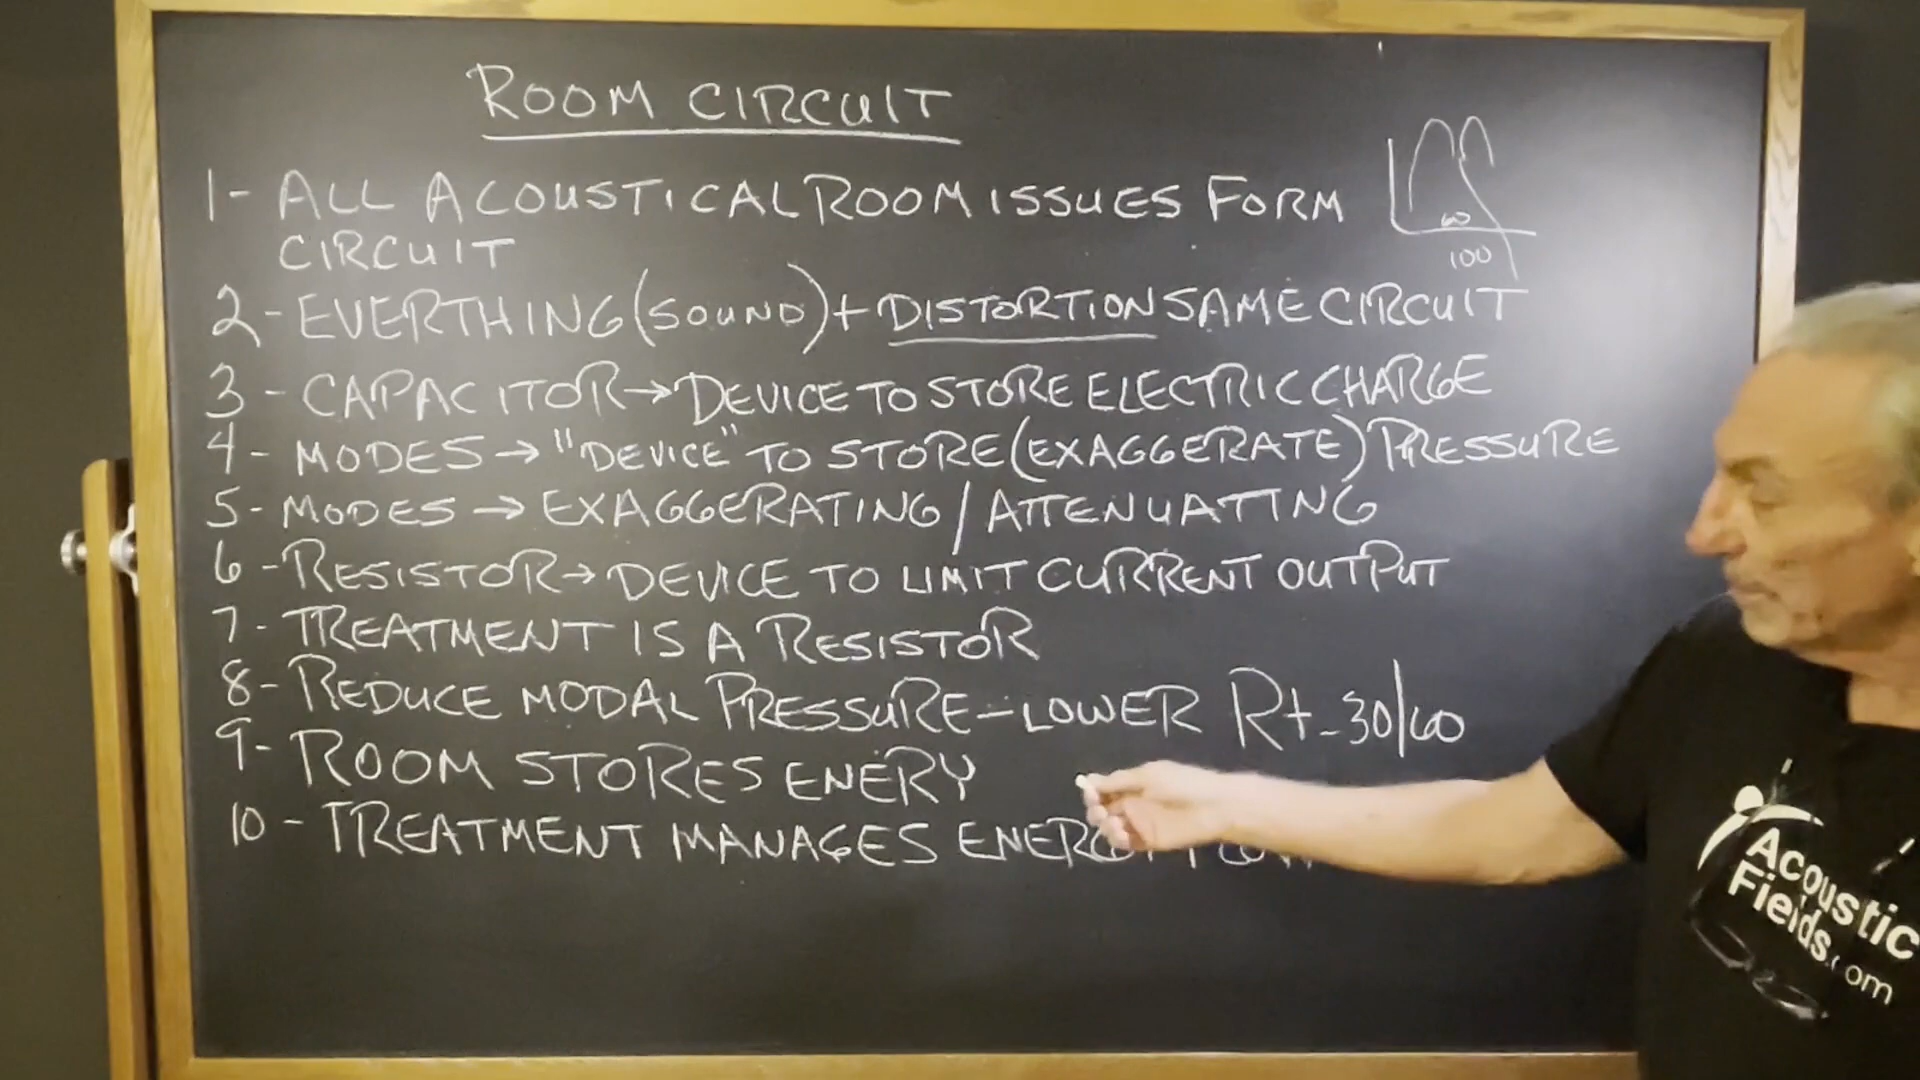 ROOM CIRCUIT
1- ALL ACOUSTICAL ROOM ISSUES FORM
CIRCUIT
60
100
2- EVERTHING (SOUND) + DISTORTION SAME CIRCUIT
3- CAPACITOR → DEVICE TO STORE ELECTRIC CHARGE
4- MODES → "DEVICE" TO STORE (EXAGGERATE) PRESSURE
5- MODES → EXAGGERATING / ATTENUATING
6- RESISTOR → DEVICE TO LIMIT CURRENT OUTPUT
7- TREATMENT IS A RESISTOR
8- REDUCE MODAL PRESSURE - LOWER Rt-30/60
9- ROOM STORES ENERY
10- TREATMENT MANAGES
Acoustic
Fields.com